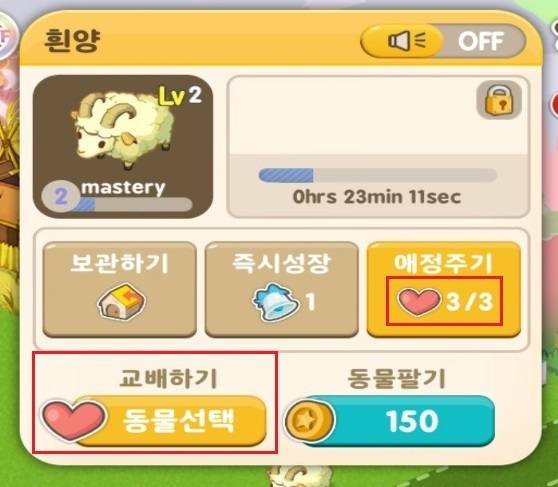 흰양
OFF
Lv2
2 mastery
0hrs 23min 11sec
보관하기
즉시성장
1
애정주기
3/3
교배하기
동물선택
동물팔기
150